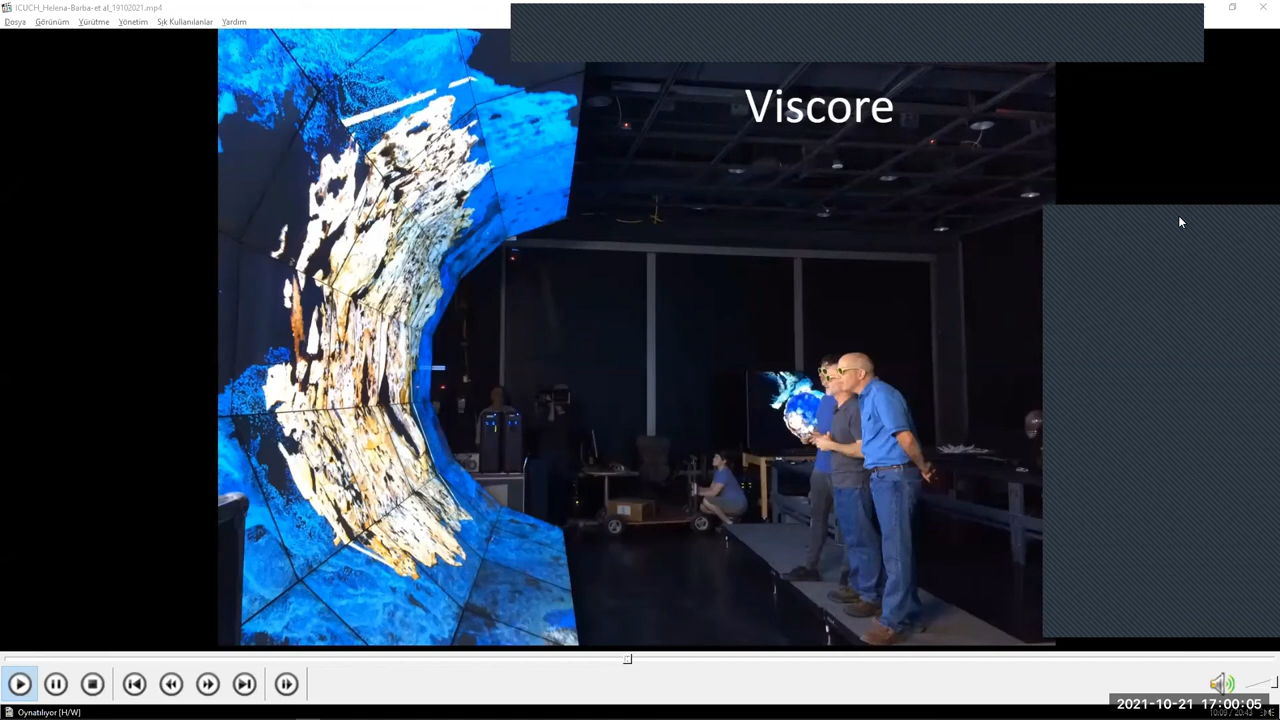 ICUCH_Helena-Barba-et al_19102021.mp4
Dosya Görünüm Yürütme Yönetim Sık Kullanılanlar Yardım
Viscore
2021-10-21 17:00:05
Oynatılıyor [H/W]